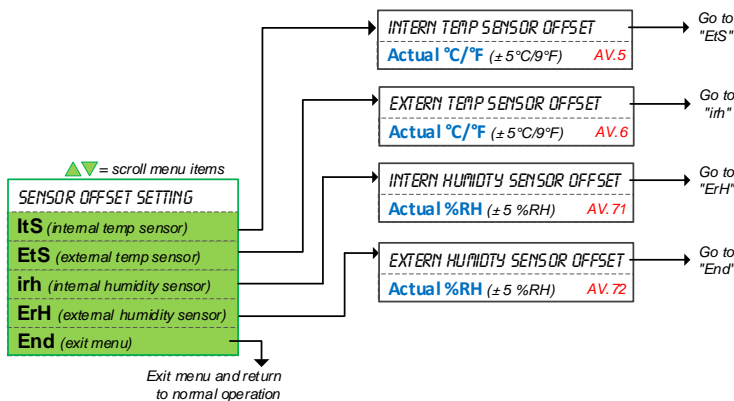 INTERN TEMP SENSOR OFFSET
Actual °C/°F (± 5°C/9°F) AV.5
Go to
"EtS"
EXTERN TEMP SENSOR OFFSET
Actual °C/°F (± 5°C/9°F) AV.6
Go to
"irh"
INTERN HUMIDTY SENSOR OFFSET
Actual %RH (± 5 %RH) AV.71
Go to
"ErH"
EXTERN HUMIDTY SENSOR OFFSET
Actual %RH (± 5 %RH) AV.72
Go to
"End"
▲▼= scroll menu items
SENSOR OFFSET SETTING
ItS (internal temp sensor)
EtS (external temp sensor)
irh (internal humidity sensor)
ErH (external humidity sensor)
End (exit menu)
Exit menu and return
to normal operation